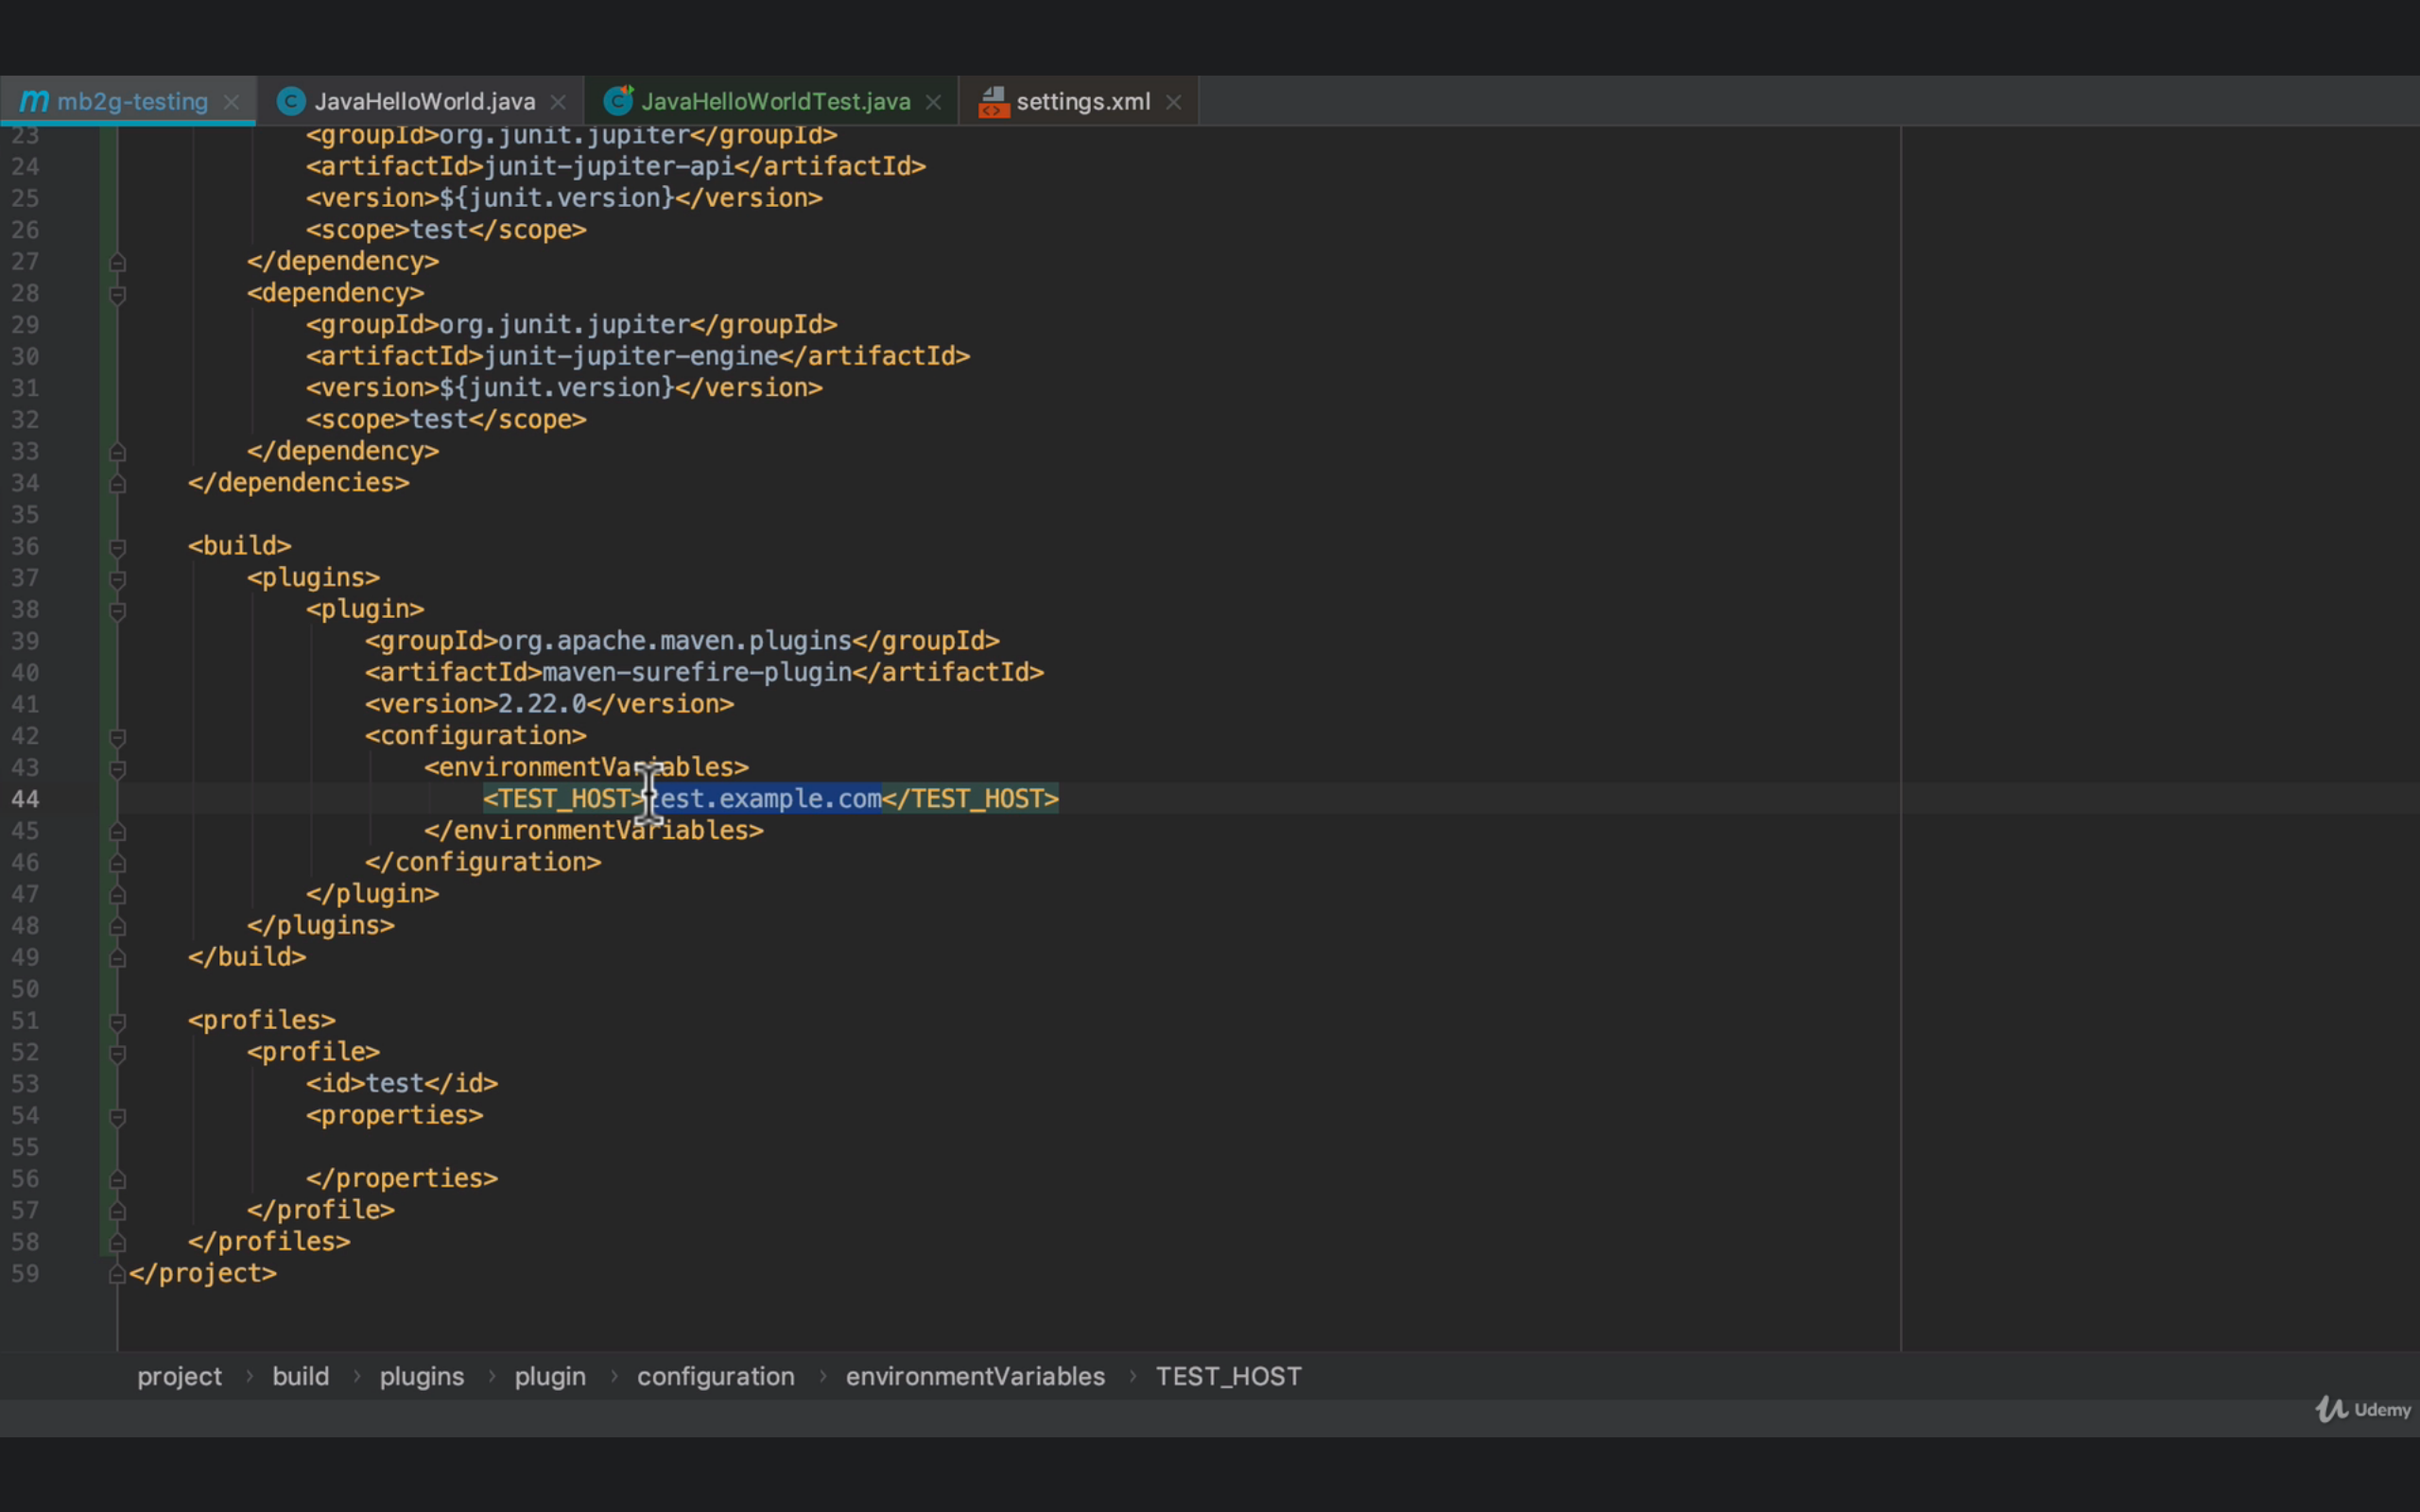 mb2g-testing JavaHelloWorld.java JavaHelloWorldTest.java settings.xml
23 <groupId>org.junit.jupiter</groupId>
24 <artifactId>junit-jupiter-api</artifactId>
25 <version>${junit.version}</version>
26 <scope>test</scope>
27 </dependency>
28 <dependency>
29 <groupId>org.junit.jupiter</groupId>
30 <artifactId>junit-jupiter-engine</artifactId>
31 <version>${junit.version}</version>
32 <scope>test</scope>
33 </dependency>
34 </dependencies>
35
36 <build>
37 <plugins>
38 <plugin>
39 <groupId>org.apache.maven.plugins</groupId>
40 <artifactId>maven-surefire-plugin</artifactId>
41 <version>2.22.0</version>
42 <configuration>
43 <environmentVariables>
44 <TEST_HOST>test.example.com</TEST_HOST>
45 </environmentVariables>
46 </configuration>
47 </plugin>
48 </plugins>
49 </build>
50
51 <profiles>
52 <profile>
53 <id>test</id>
54 <properties>
55
56 </properties>
57 </profile>
58 </profiles>
59 </project>
project › build › plugins › plugin › configuration › environmentVariables › TEST_HOST
Udemy